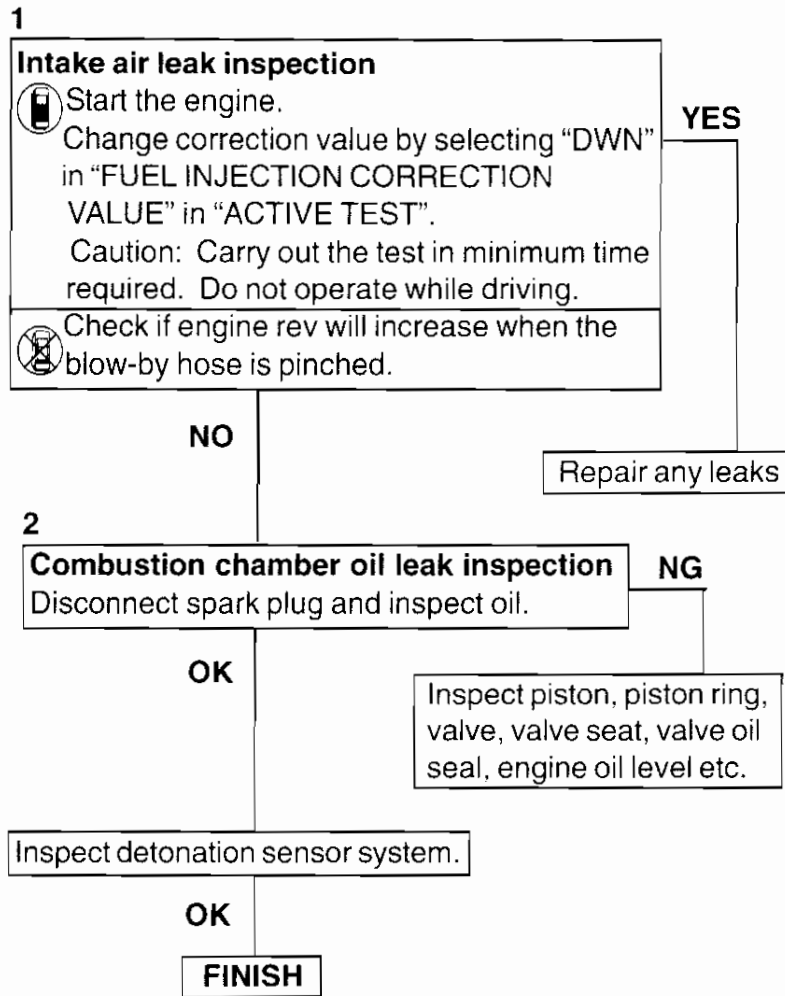 1
Intake air leak inspection
Start the engine.
Change correction value by selecting “DWN”
in “FUEL INJECTION CORRECTION
VALUE” in “ACTIVE TEST”.
Caution: Carry out the test in minimum time
required. Do not operate while driving.
Check if engine rev will increase when the
blow-by hose is pinched.
YES
Repair any leaks
NO
2
Combustion chamber oil leak inspection
Disconnect spark plug and inspect oil.
NG
Inspect piston, piston ring,
valve, valve seat, valve oil
seal, engine oil level etc.
OK
Inspect detonation sensor system.
OK
FINISH